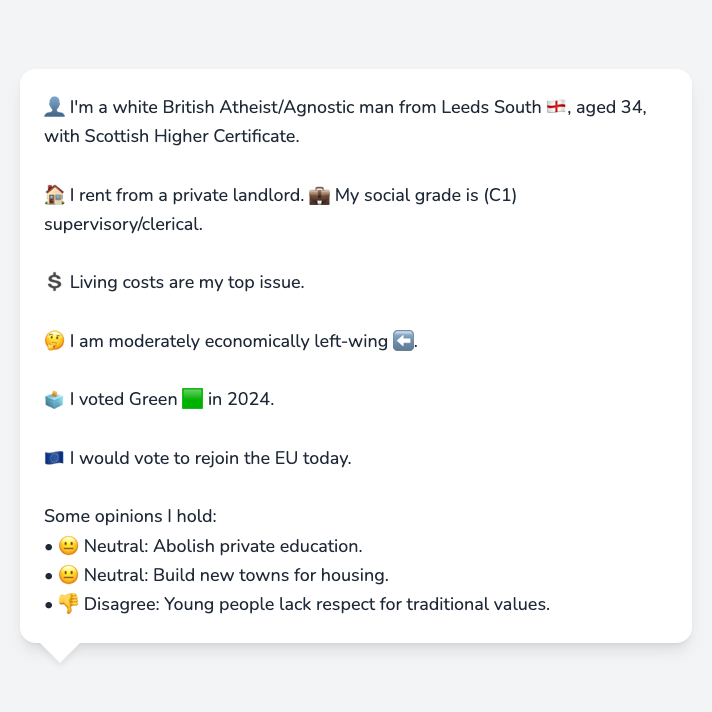 👤 I'm a white British Atheist/Agnostic man from Leeds South 🏴󠁧󠁢󠁥󠁮󠁧󠁿, aged 34,
with Scottish Higher Certificate.
🏠 I rent from a private landlord. 💼 My social grade is (C1)
supervisory/clerical.
💲 Living costs are my top issue.
🤔 I am moderately economically left-wing ⬅️.
🗳️ I voted Green 🟩 in 2024.
🇪🇺 I would vote to rejoin the EU today.
Some opinions I hold:
• 😐 Neutral: Abolish private education.
• 😐 Neutral: Build new towns for housing.
• 👎 Disagree: Young people lack respect for traditional values.